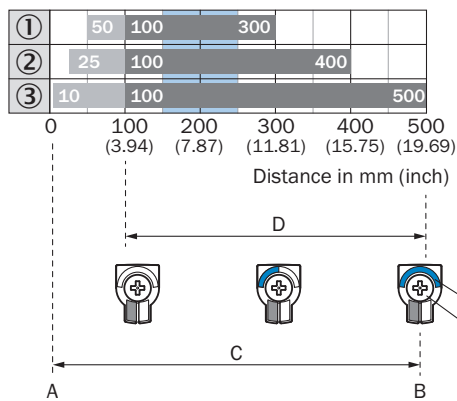 ① 50 100 300
② 25 100 400
③ 10 100 500
0 100 200 300 400 500
(3.94) (7.87) (11.81) (15.75) (19.69)
Distance in mm (inch)
D
C
A B